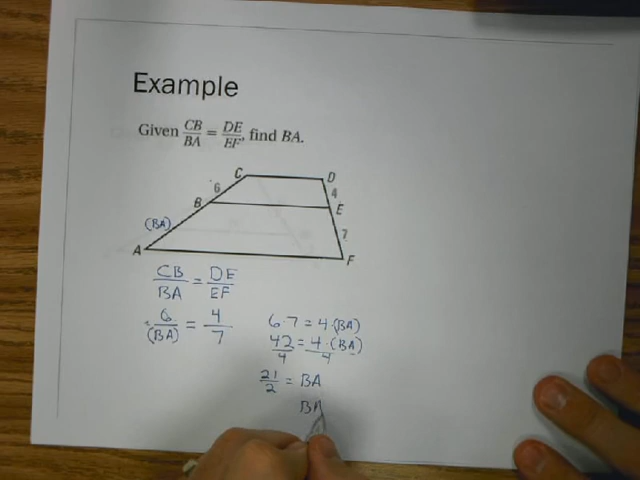 Example
Given CB/BA = DE/EF, find BA.
C
D
6
4
B
E
(BA)
7
A
F
CB/BA = DE/EF
6/(BA) = 4/7
6·7 = 4·(BA)
42/4 = 4·(BA)/4
21/2 = BA
BA